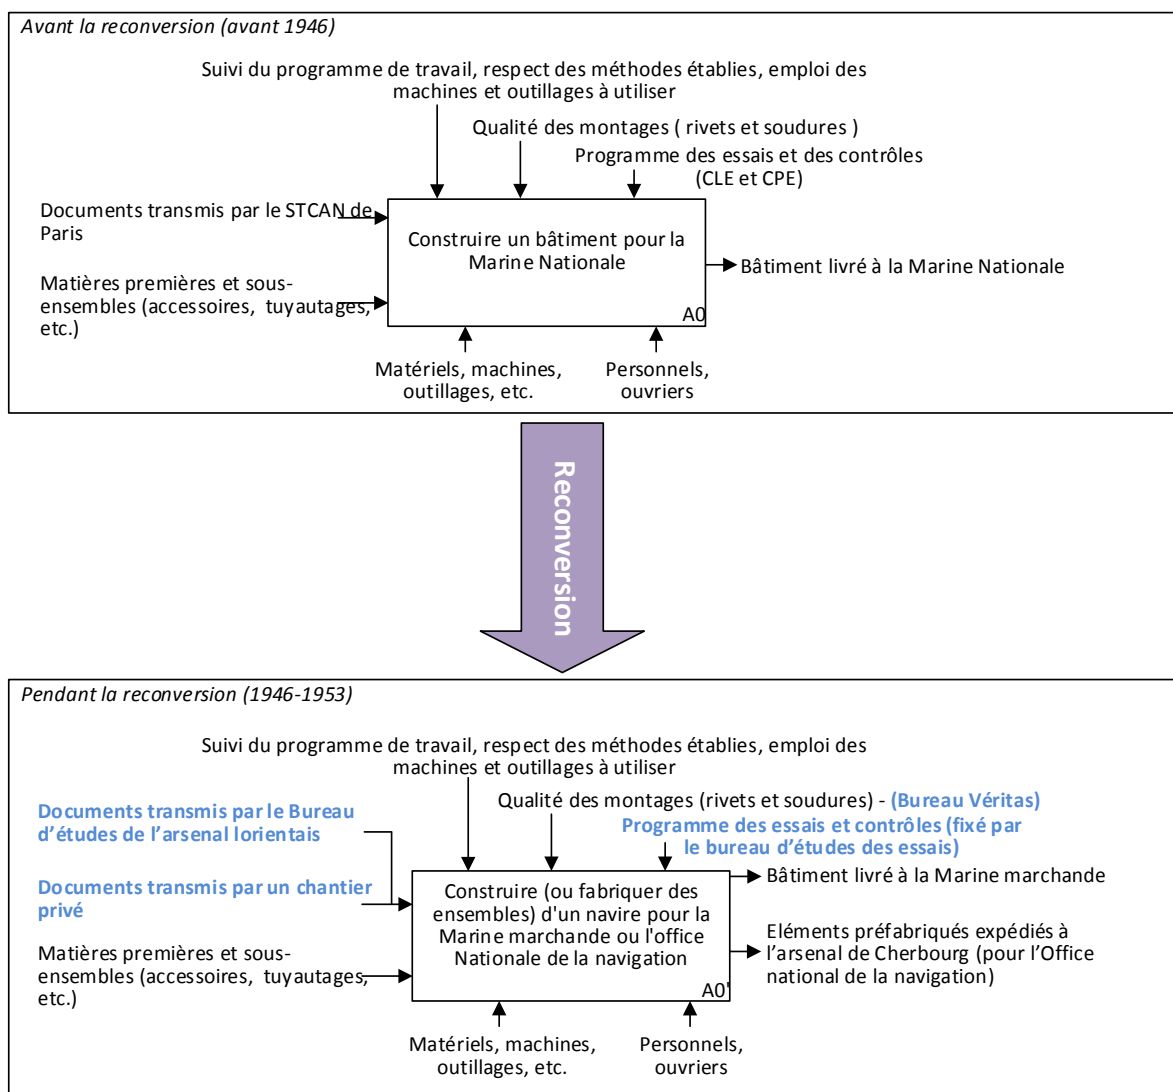 Avant la reconversion (avant 1946)
Suivi du programme de travail, respect des méthodes établies, emploi des
machines et outillages à utiliser
Qualité des montages ( rivets et soudures )
Programme des essais et des contrôles
(CLE et CPE)
Documents transmis par le STCAN de
Paris
Construire un bâtiment pour la
Marine Nationale
Bâtiment livré à la Marine Nationale
Matières premières et sous-
ensembles (accessoires, tuyautages,
etc.)
A0
Matériels, machines,
outillages, etc.
Personnels,
ouvriers
Reconversion
Pendant la reconversion (1946-1953)
Suivi du programme de travail, respect des méthodes établies, emploi des
machines et outillages à utiliser
Qualité des montages (rivets et soudures) - (Bureau Véritas)
Programme des essais et contrôles (fixé par
le bureau d’études des essais)
Documents transmis par le Bureau
d’études de l’arsenal lorientais
Documents transmis par un chantier
privé
Matières premières et sous-
ensembles (accessoires, tuyautages,
etc.)
Construire (ou fabriquer des
ensembles) d'un navire pour la
Marine marchande ou l'office
Nationale de la navigation
A0'
Bâtiment livré à la Marine marchande
Eléments préfabriqués expédiés à
l’arsenal de Cherbourg (pour l’Office
national de la navigation)
Matériels, machines,
outillages, etc.
Personnels,
ouvriers